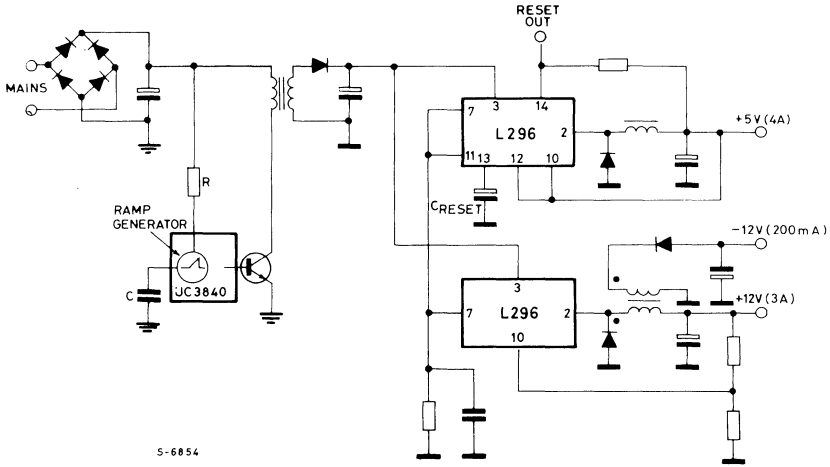 RESET
OUT
MAINS
3
14
7
L296
2
+5V(4A)
11
13
12
10
R
CRESET
RAMP
GENERATOR
-12V(200mA)
3
C
UC3840
7
L296
2
+12V(3A)
10
S-6854